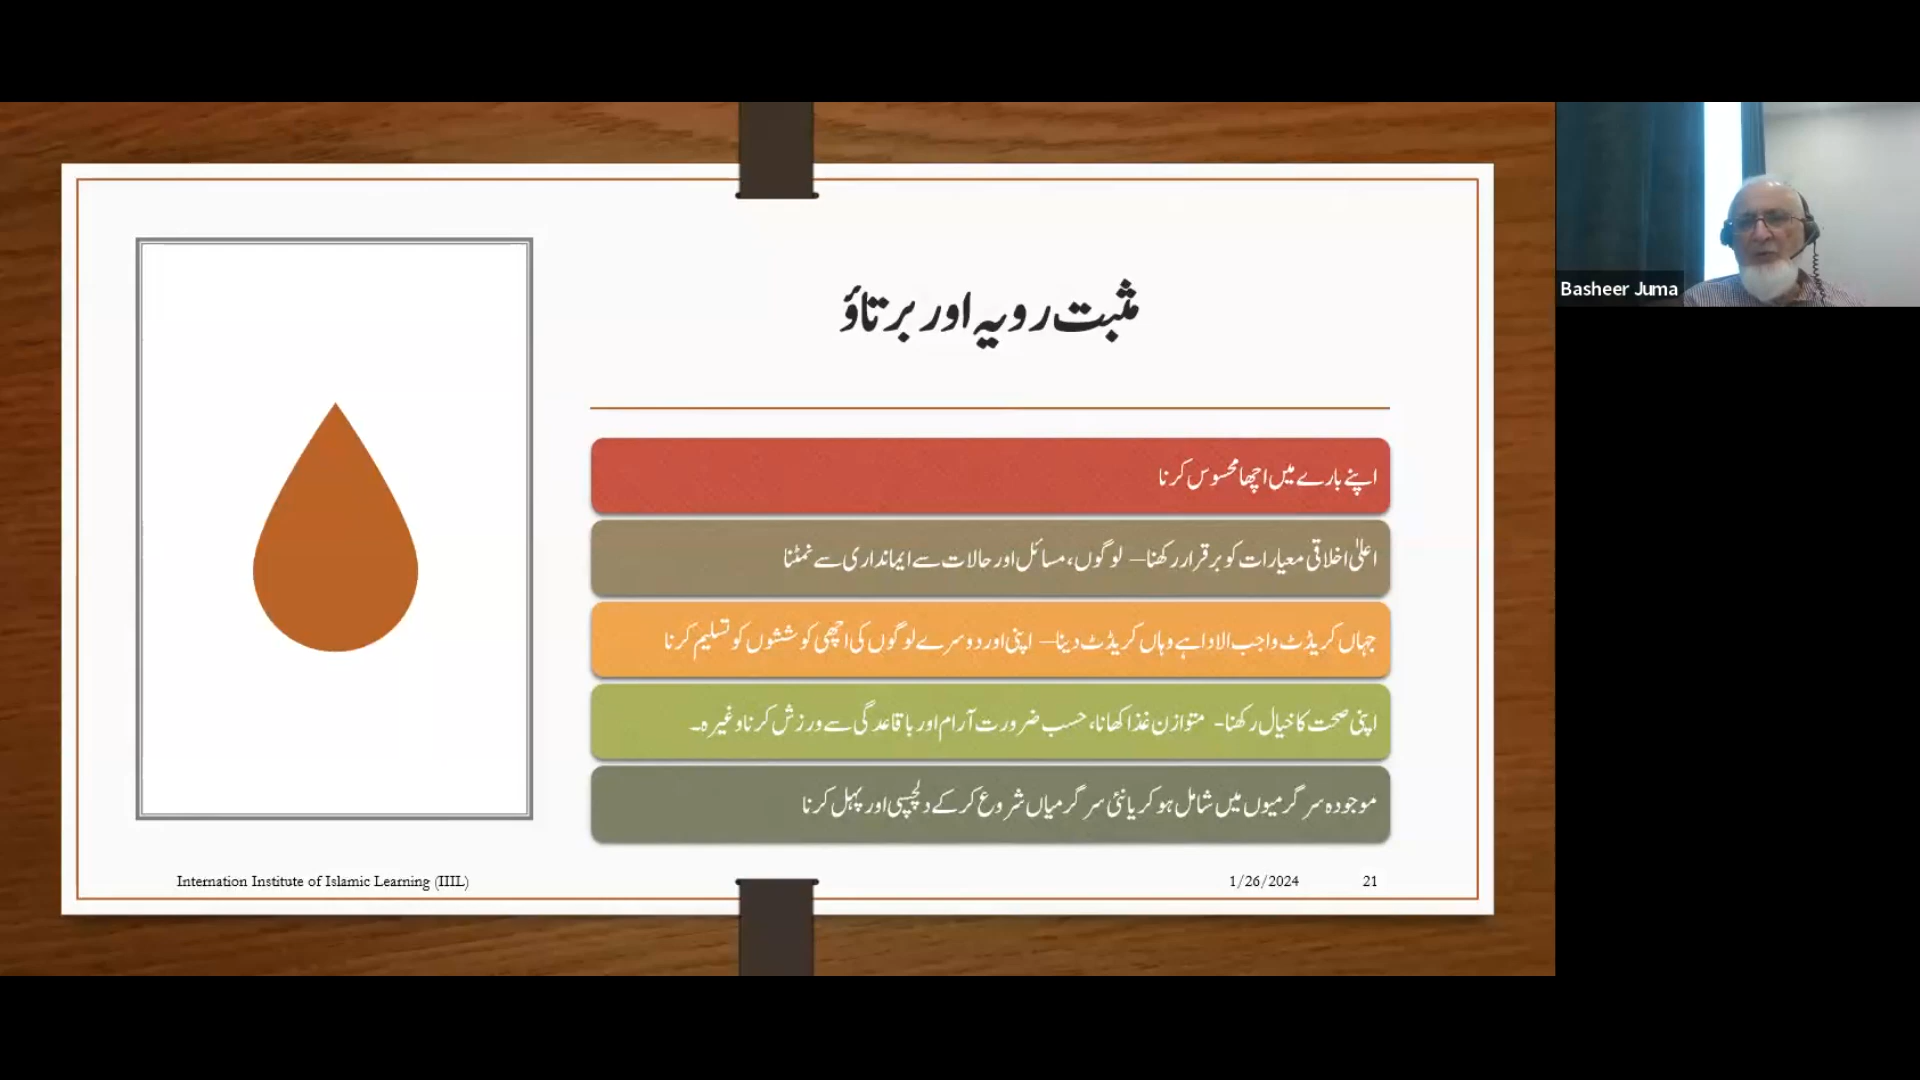 مثبت رویہ اور برتاؤ
اپنے بارے میں اچھا محسوس کرنا
اعلیٰ اخلاقی معیارات کو برقرار رکھنا – لوگوں، مسائل اور حالات سے ایمانداری سے نمٹنا
جہاں کریڈٹ واجب الادا ہے وہاں کریڈٹ دینا – اپنی اور دوسرے لوگوں کی اچھی کوششوں کو تسلیم کرنا
اپنی صحت کا خیال رکھنا - متوازن غذا کھانا، حسب ضرورت آرام اور باقاعدگی سے ورزش کرنا وغیرہ۔
موجودہ سرگرمیوں میں شامل ہو کر یا نئی سرگرمیاں شروع کر کے دلچسپی اور پہل کرنا
Internation Institute of Islamic Learning (IIIL)
1/26/2024
21
Basheer Juma